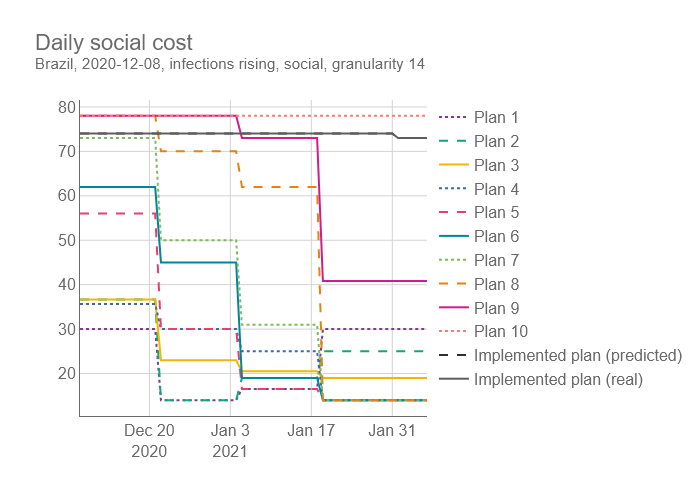 Daily social cost
Brazil, 2020-12-08, infections rising, social, granularity 14
80
70
60
50
40
30
20
Dec 20
2020
Jan 3
2021
Jan 17
Jan 31
Plan 1
Plan 2
Plan 3
Plan 4
Plan 5
Plan 6
Plan 7
Plan 8
Plan 9
Plan 10
Implemented plan (predicted)
Implemented plan (real)